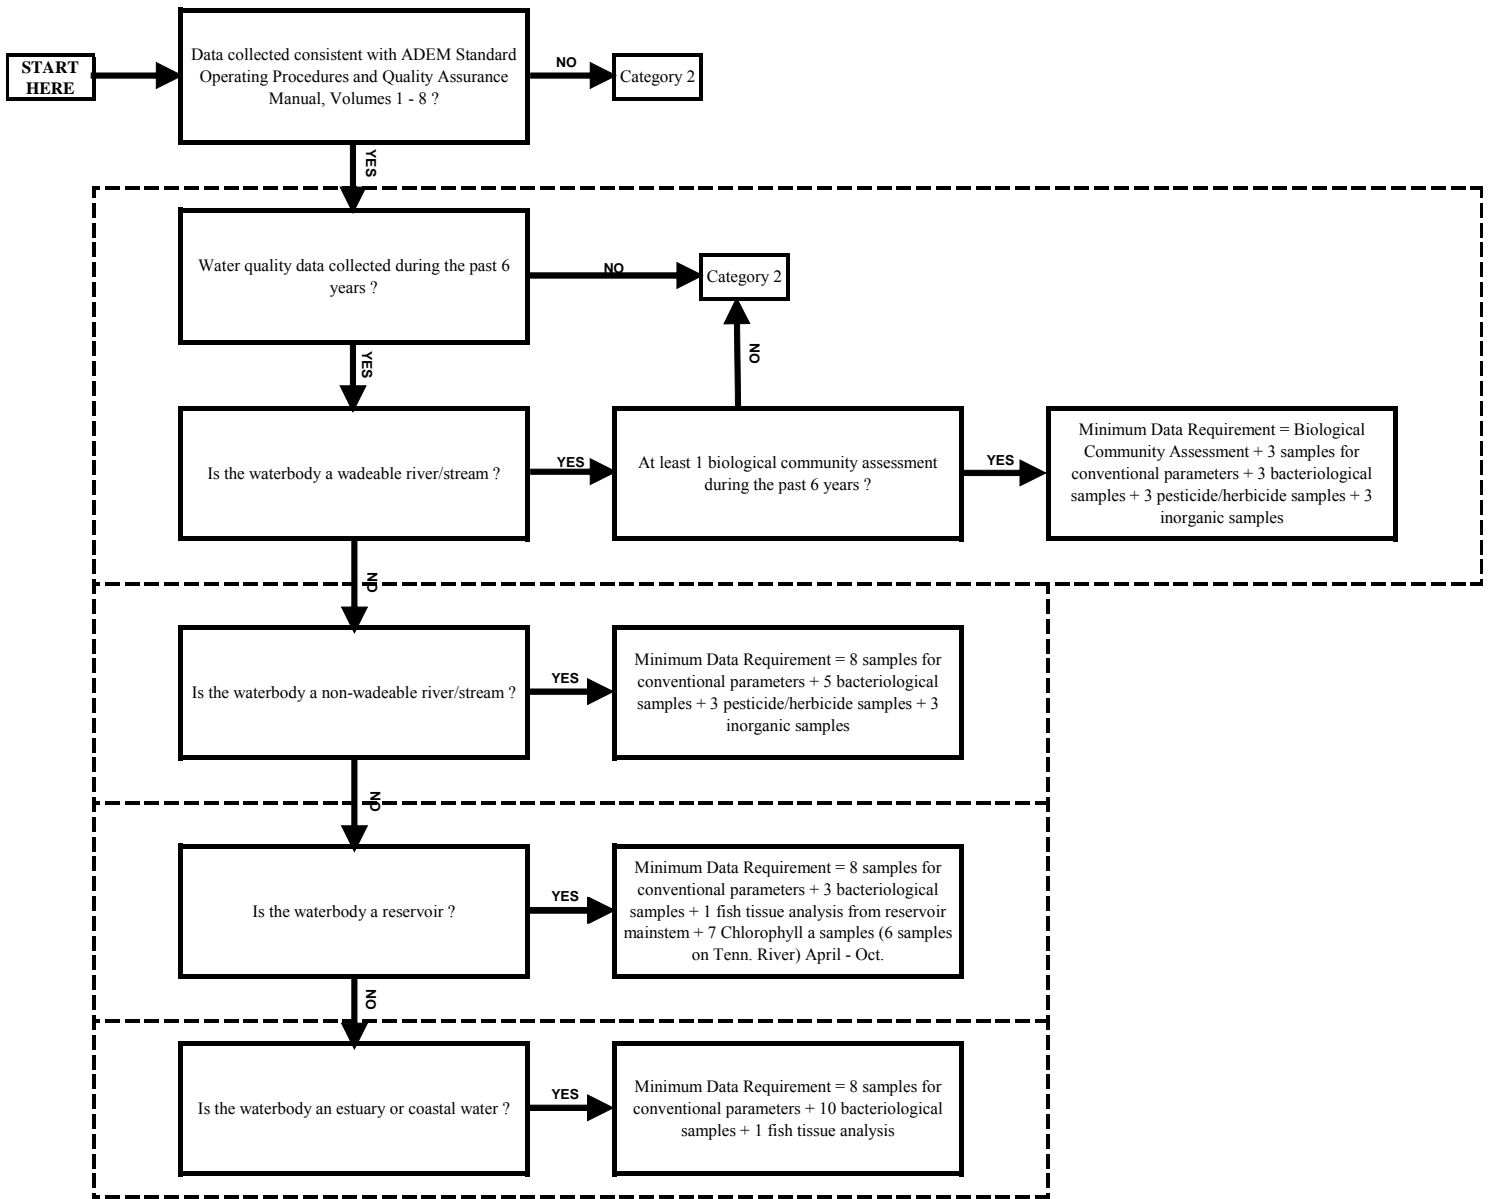 START
HERE
Data collected consistent with ADEM Standard
Operating Procedures and Quality Assurance
Manual, Volumes 1 - 8 ?
NO
Category 2
YES
Water quality data collected during the past 6
years ?
NO
Category 2
YES
NO
Is the waterbody a wadeable river/stream ?
YES
At least 1 biological community assessment
during the past 6 years ?
YES
Minimum Data Requirement = Biological
Community Assessment + 3 samples for
conventional parameters + 3 bacteriological
samples + 3 pesticide/herbicide samples + 3
inorganic samples
NO
Is the waterbody a non-wadeable river/stream ?
YES
Minimum Data Requirement = 8 samples for
conventional parameters + 5 bacteriological
samples + 3 pesticide/herbicide samples + 3
inorganic samples
NO
Is the waterbody a reservoir ?
YES
Minimum Data Requirement = 8 samples for
conventional parameters + 3 bacteriological
samples + 1 fish tissue analysis from reservoir
mainstem + 7 Chlorophyll a samples (6 samples
on Tenn. River) April - Oct.
NO
Is the waterbody an estuary or coastal water ?
YES
Minimum Data Requirement = 8 samples for
conventional parameters + 10 bacteriological
samples + 1 fish tissue analysis